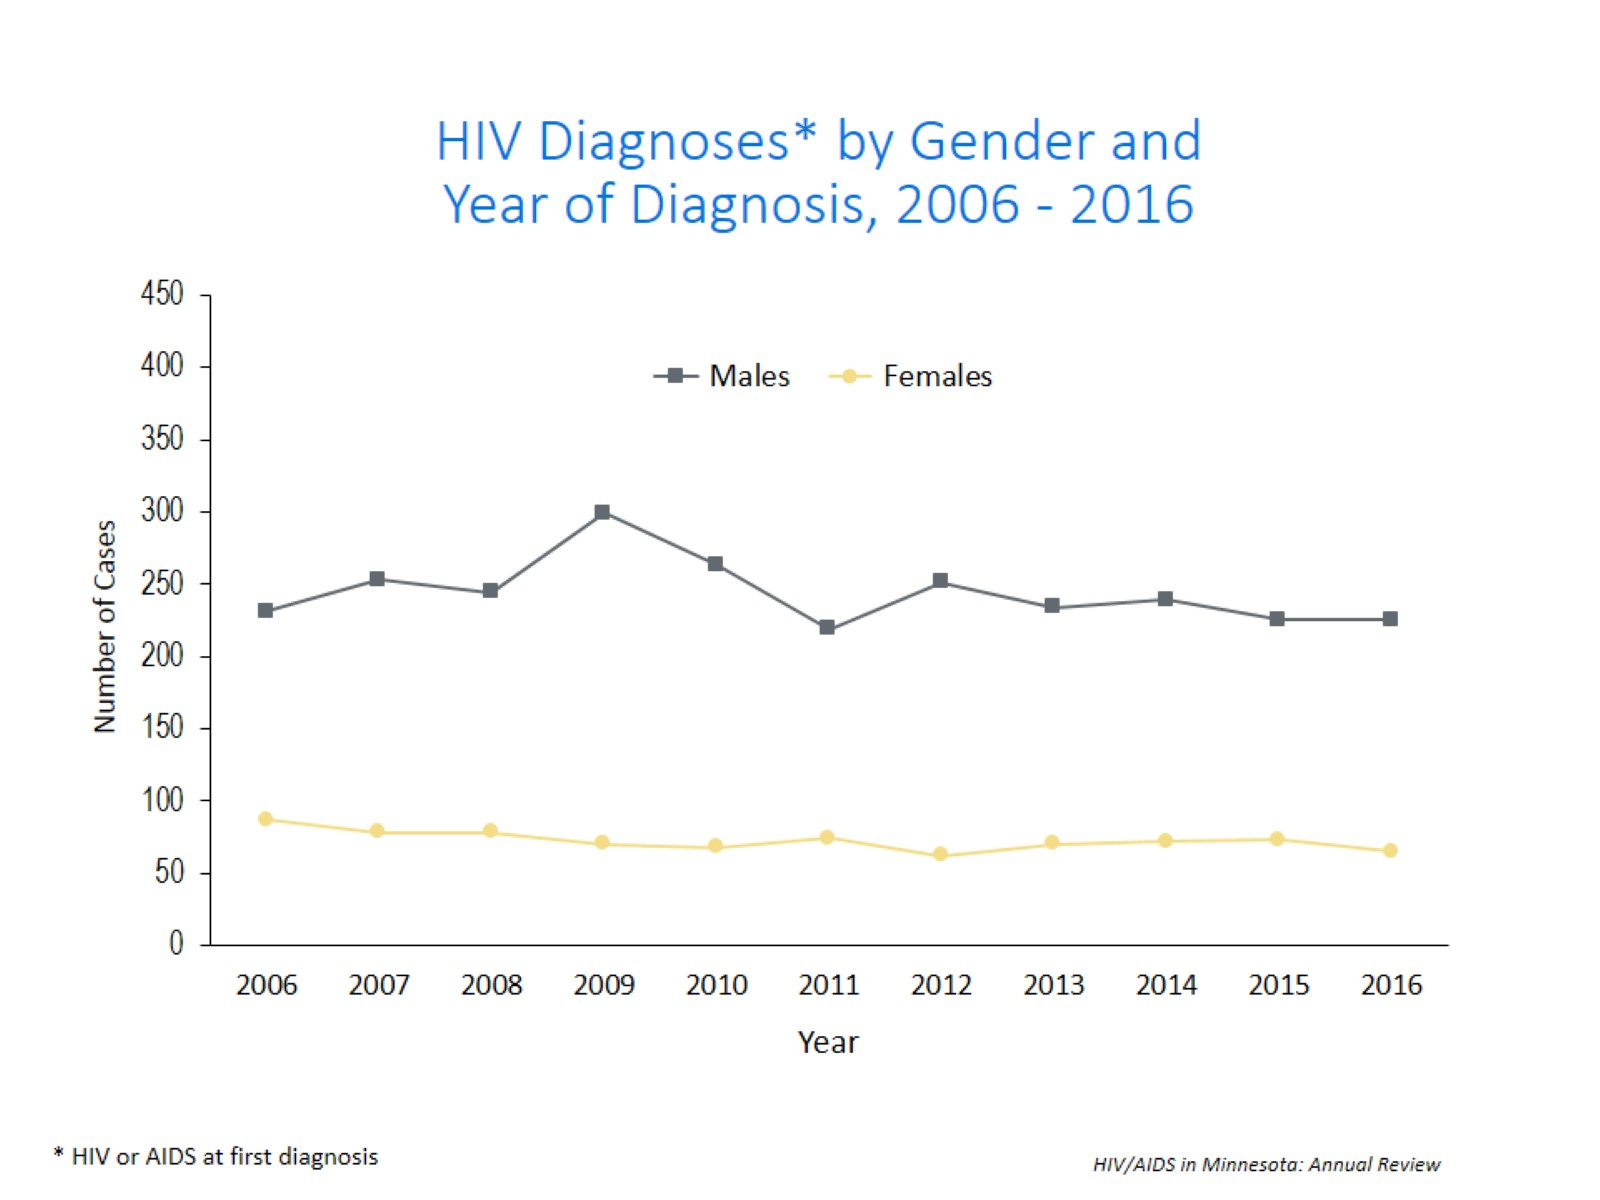 HIV Diagnoses* by Gender and
Year of Diagnosis, 2006 - 2016
450
400
350
300
250
200
150
100
50
0
Number of Cases
Males
Females
2006 2007 2008 2009 2010 2011 2012 2013 2014 2015 2016
Year
* HIV or AIDS at first diagnosis
HIV/AIDS in Minnesota: Annual Review